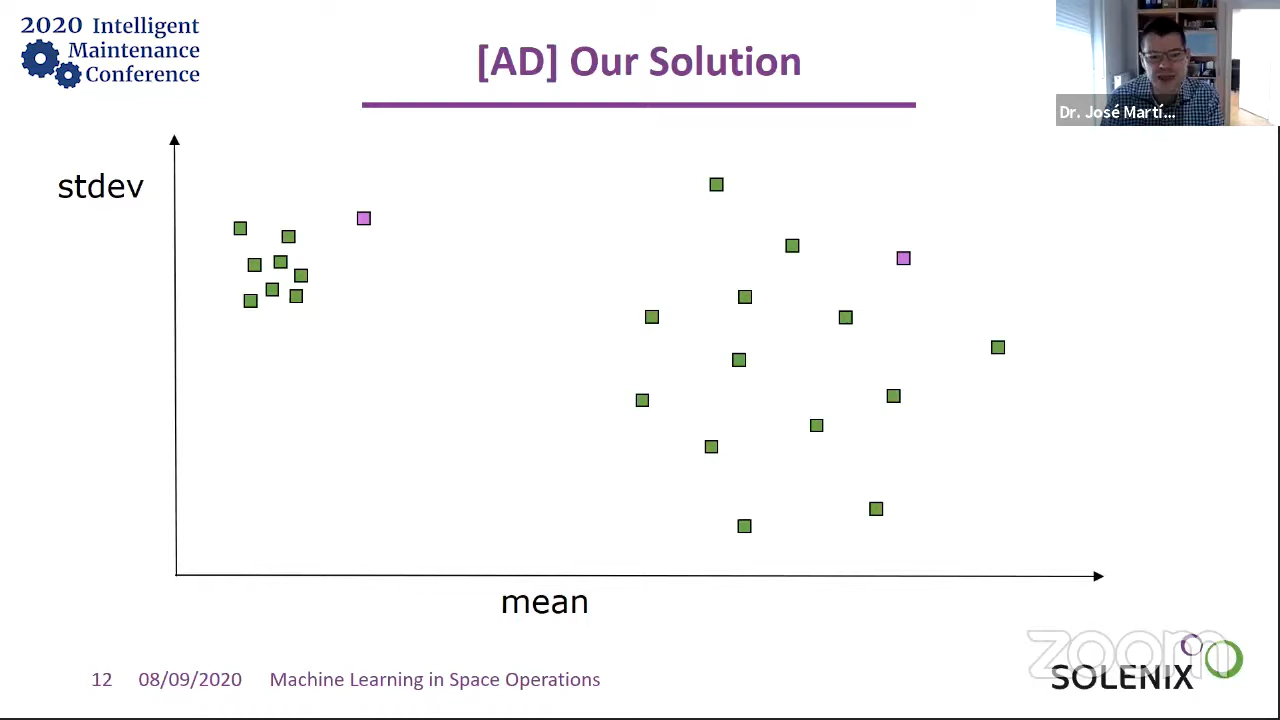 2020 Intelligent
Maintenance
Conference
[AD] Our Solution
Dr. José Martí...
stdev
mean
12 08/09/2020 Machine Learning in Space Operations
zoom
SOLENIX